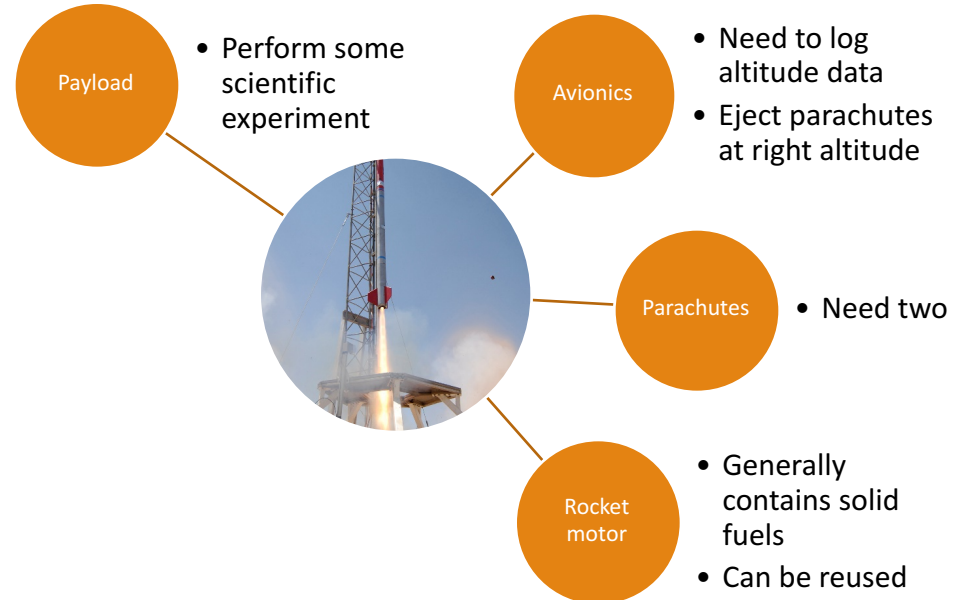 Payload
• Perform some
scientific
experiment
Avionics
• Need to log
altitude data
• Eject parachutes
at right altitude
Parachutes
• Need two
Rocket
motor
• Generally
contains solid
fuels
• Can be reused